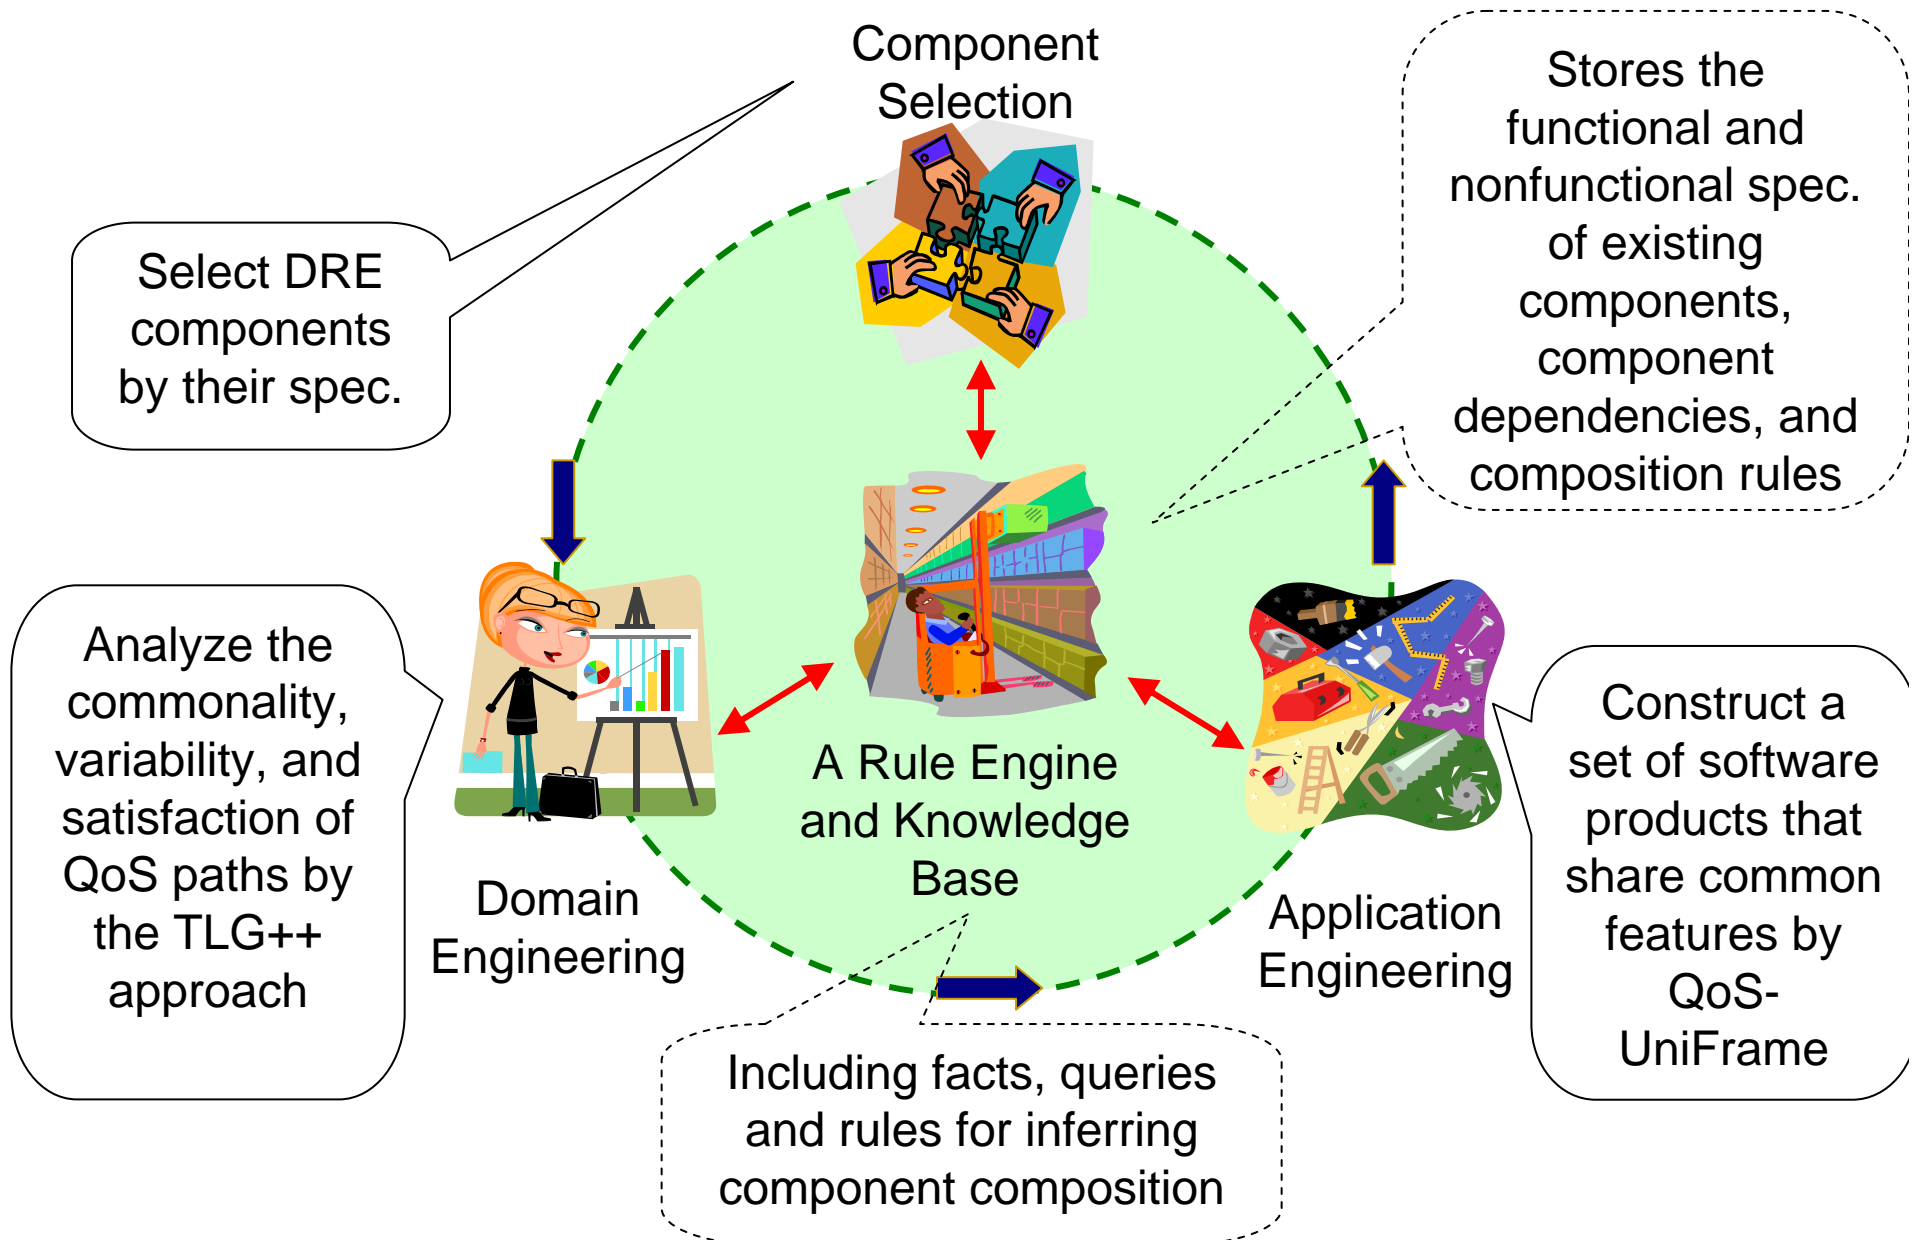 Component
Selection
Stores the
functional and
nonfunctional spec.
of existing
components,
component
dependencies, and
composition rules
Select DRE
components
by their spec.
Analyze the
commonality,
variability, and
satisfaction of
QoS paths by
the TLG++
approach
Domain
Engineering
A Rule Engine
and Knowledge
Base
Application
Engineering
Construct a
set of software
products that
share common
features by
QoS-
UniFrame
Including facts, queries
and rules for inferring
component composition